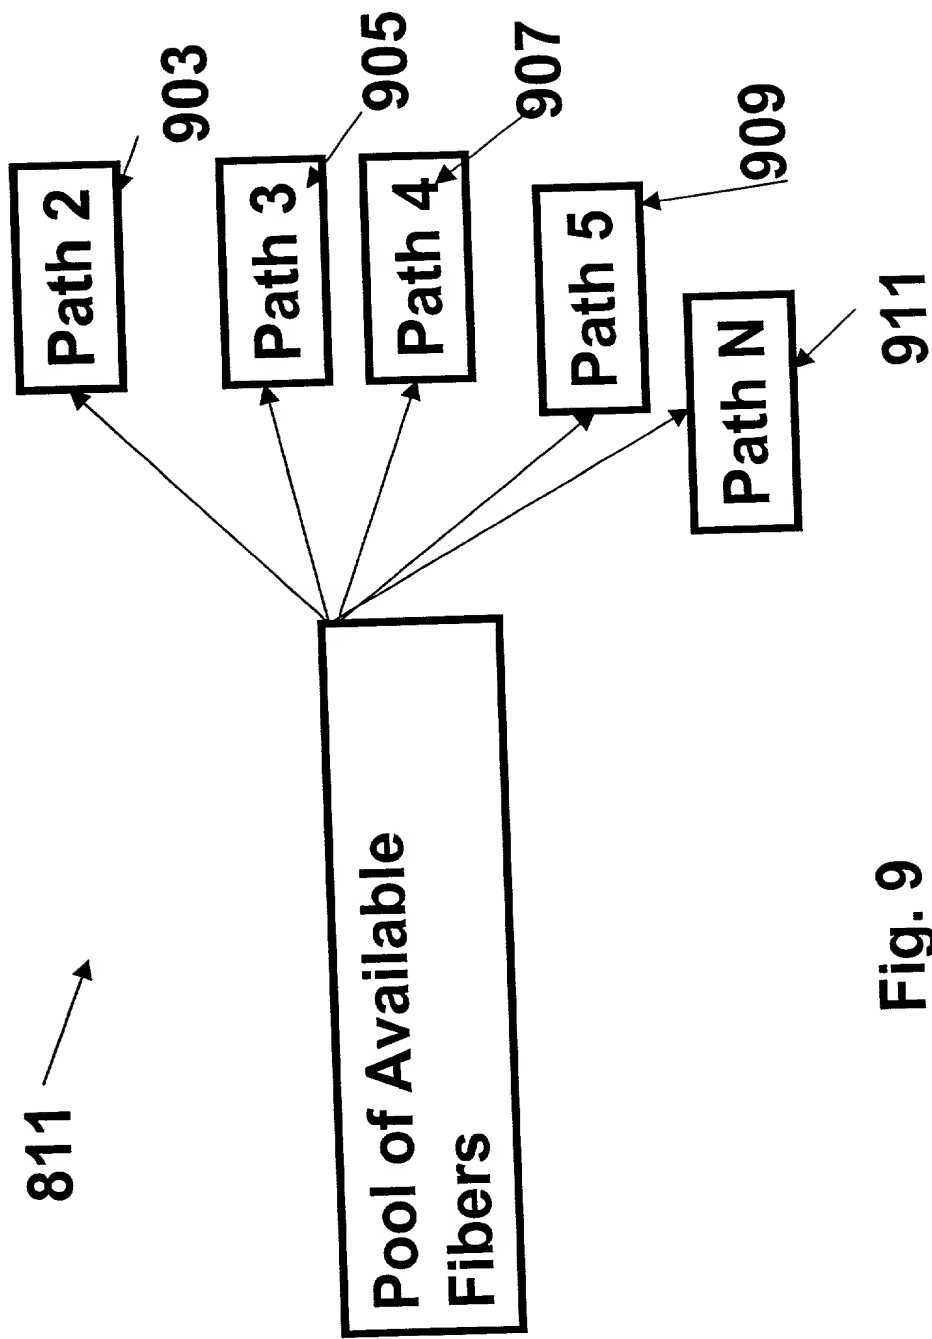 811
Pool of Available
Fibers
Path 2
903
Path 3
905
Path 4
907
Path 5
909
Path N
911
Fig. 9